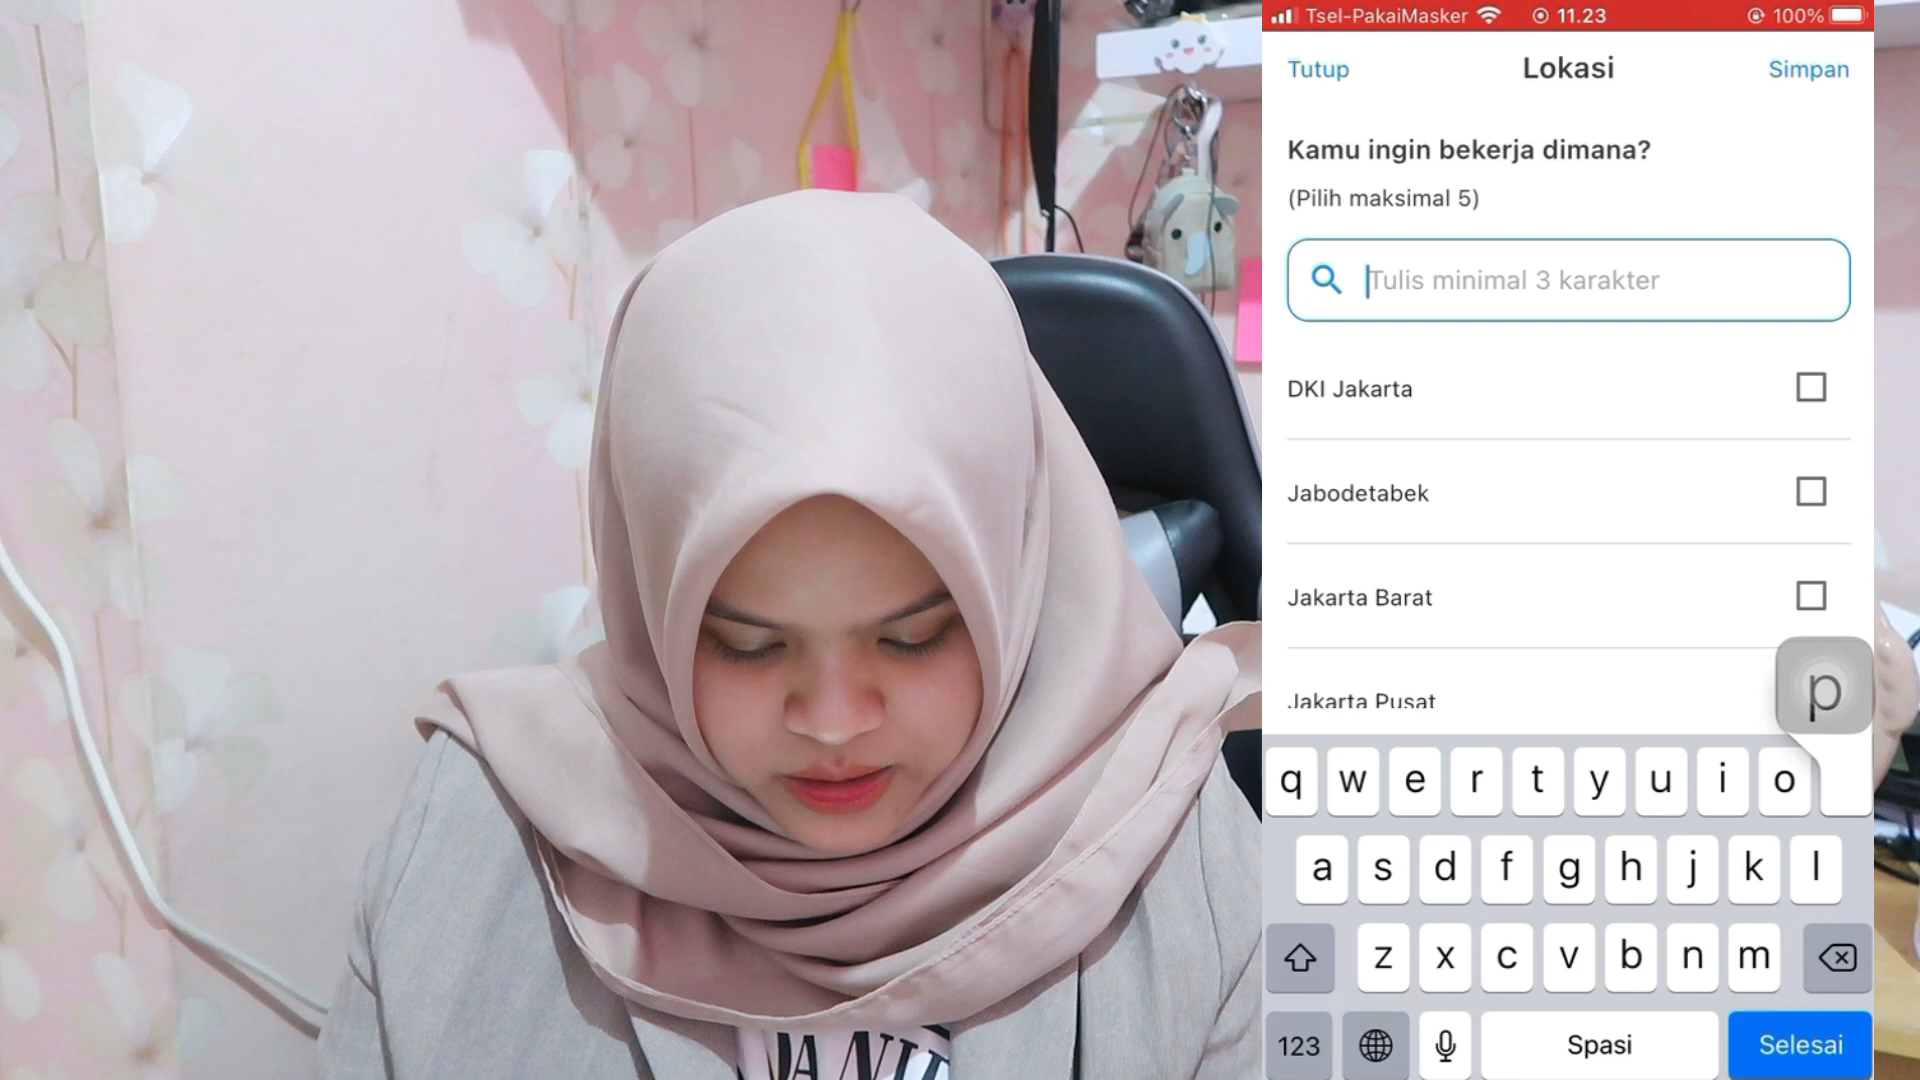 Tsel-PakaiMasker 11.23 100%
Tutup Lokasi Simpan
Kamu ingin bekerja dimana?
(Pilih maksimal 5)
Tulis minimal 3 karakter
DKI Jakarta
Jabodetabek
Jakarta Barat
Jakarta Pusat
p
q w e r t y u i o
a s d f g h j k l
z x c v b n m
123 Spasi Selesai